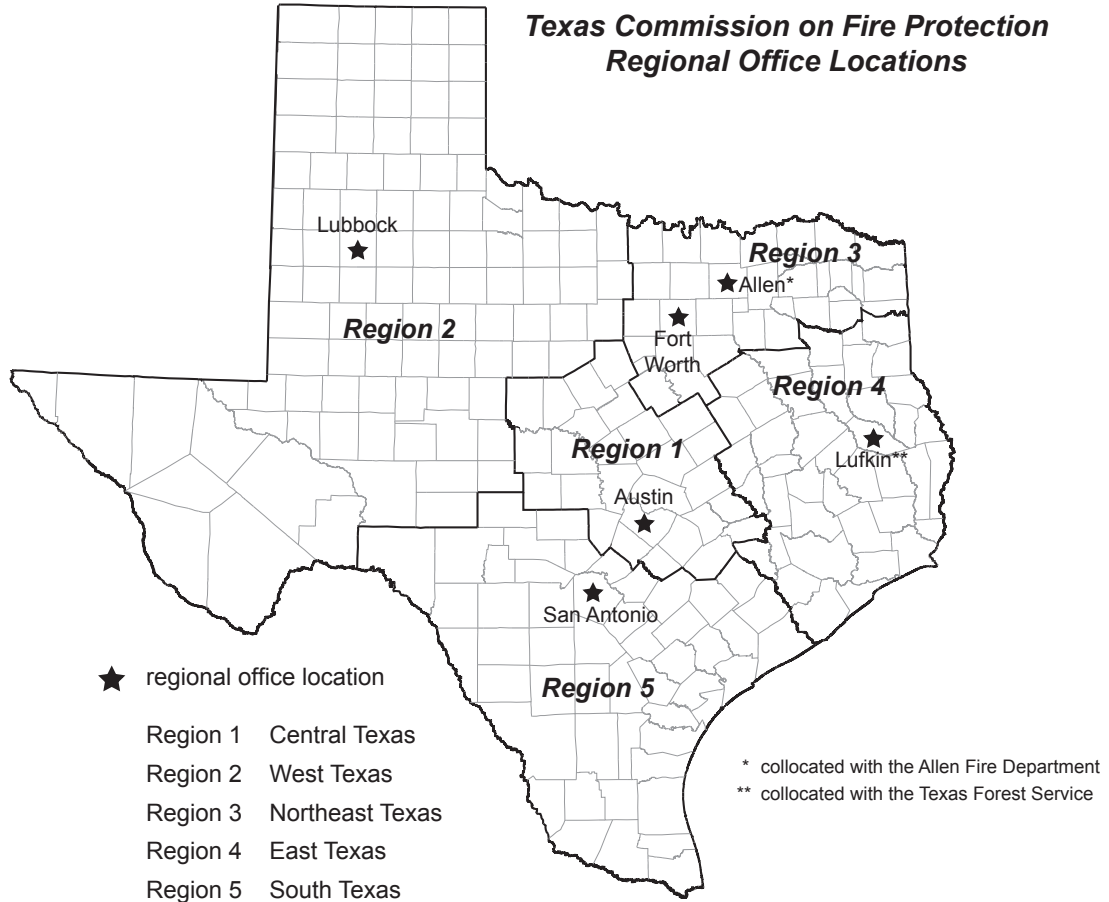 Texas Commission on Fire Protection
Regional Office Locations
Lubbock
Region 3
Allen*
Region 2
Fort
Worth
Region 4
Region 1
Lufkin**
Austin
San Antonio
Region 5
regional office location
Region 1 Central Texas
Region 2 West Texas
Region 3 Northeast Texas
Region 4 East Texas
Region 5 South Texas
* collocated with the Allen Fire Department
** collocated with the Texas Forest Service